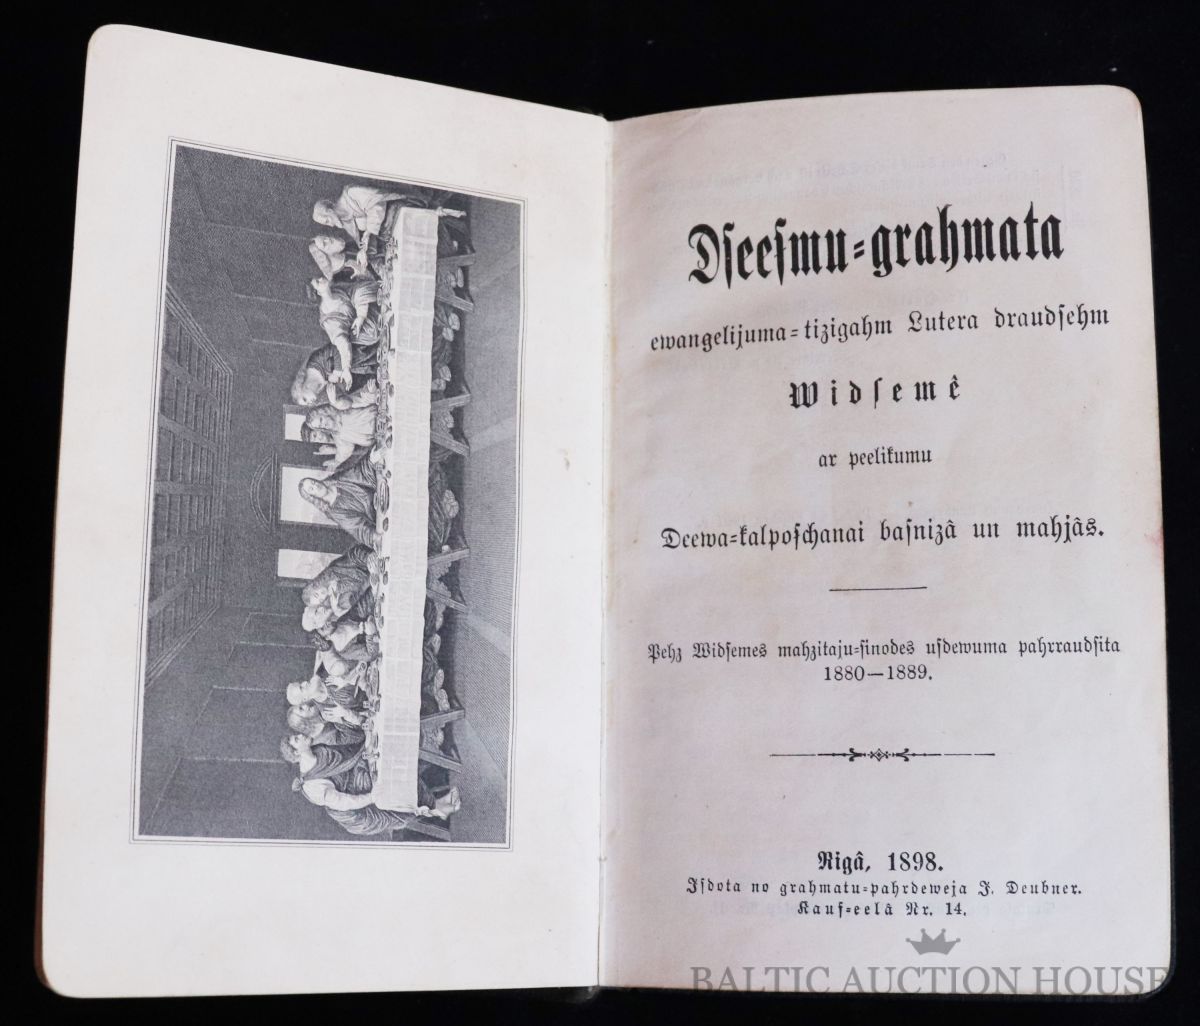 Dſeeſmu-grahmata
ewangelijuma-tizigahm Lutera draudſehm
Widſemê
ar peelikumu
Deewa-kalpoſchanai baſnizâ un mahjâs.
Pehz Widſemes mahzitaju-ſinodes uſdewuma pahrraudſita
1880—1889.
Rigâ, 1898.
Iſdota no grahmatu-pahrdeweja J. Deubner.
Kauf-eelâ Nr. 14.
BALTIC AUCTION HOUSE